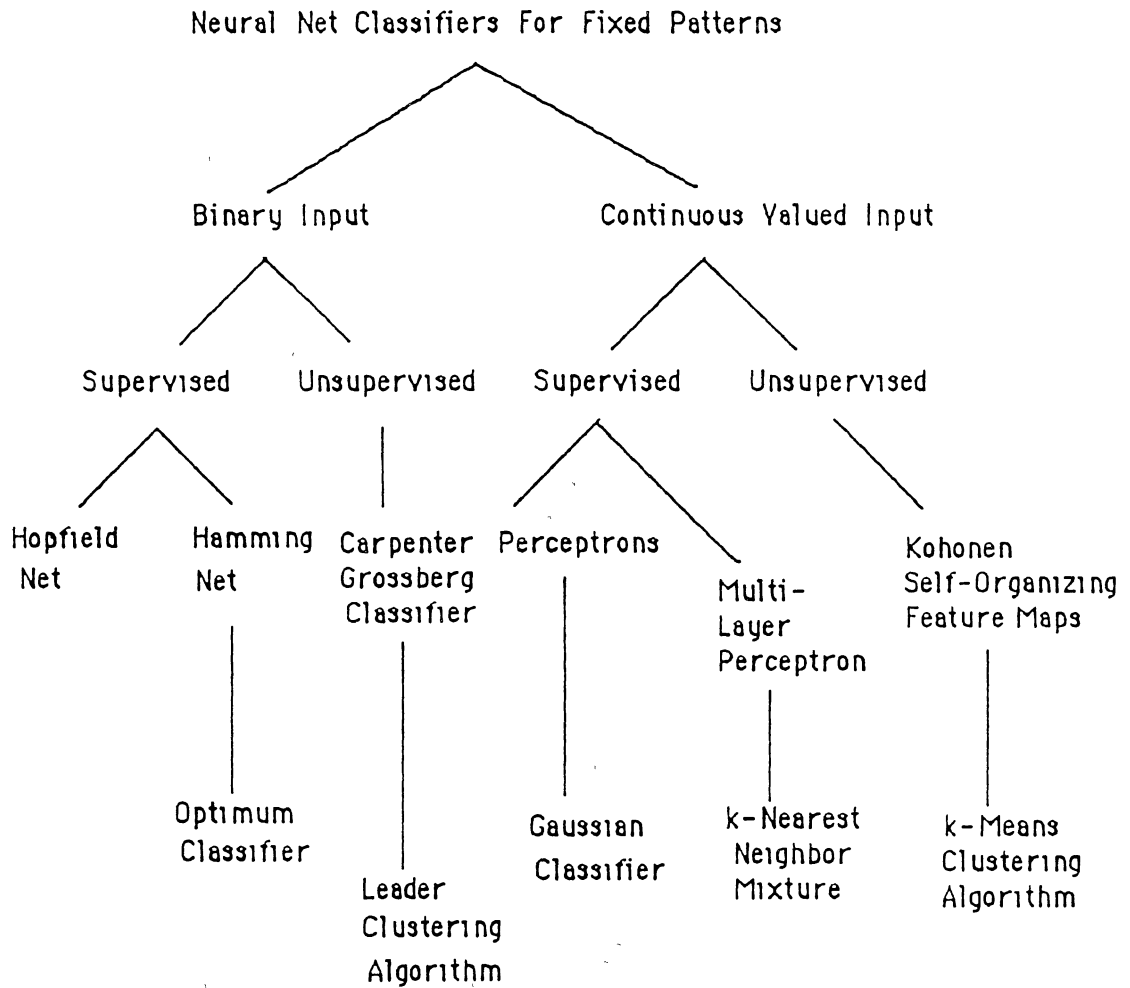 Neural Net Classifiers For Fixed Patterns
Binary Input
Continuous Valued Input
Supervised
Unsupervised
Supervised
Unsupervised
Hopfield
Net
Hamming
Net
Carpenter
Grossberg
Classifier
Perceptrons
Multi-
Layer
Perceptron
Kohonen
Self-Organizing
Feature Maps
Optimum
Classifier
Leader
Clustering
Algorithm
Gaussian
Classifier
k-Nearest
Neighbor
Mixture
k-Means
Clustering
Algorithm